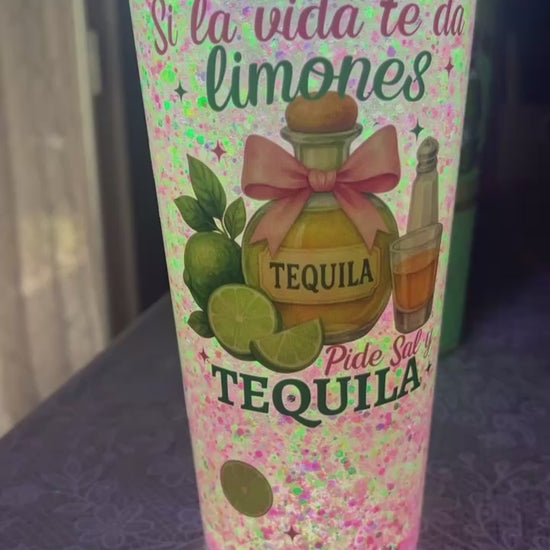 Si la vida te da
limones
TEQUILA
Pide Sal y
TEQUILA